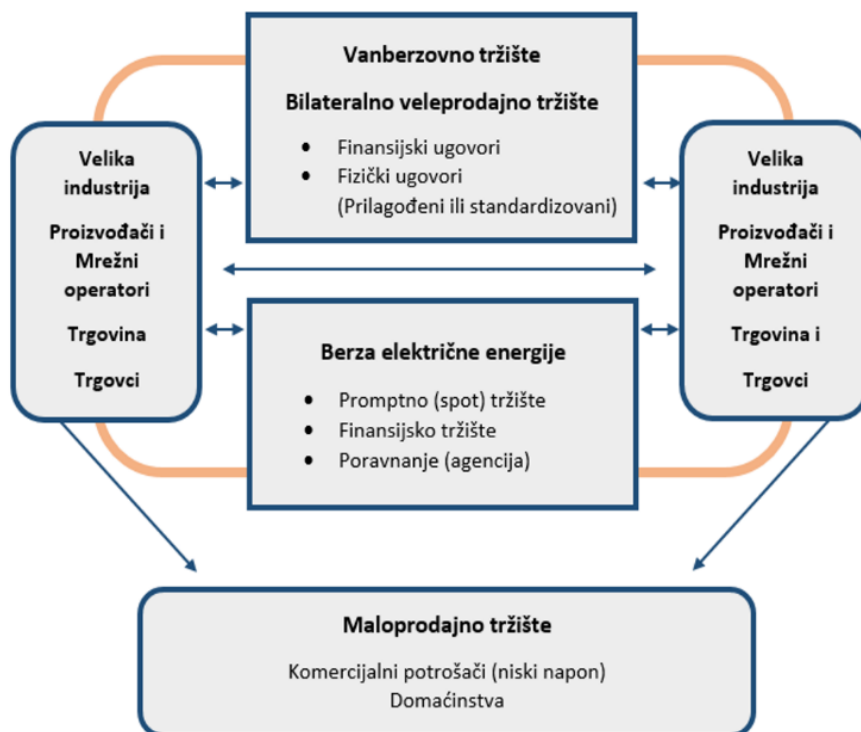 Vanberzovno tržište
Bilateralno veleprodajno tržište
• Finansijski ugovori
• Fizički ugovori
(Prilagođeni ili standardizovani)
Velika
industrija
Proizvođači i
Mrežni
operatori
Trgovina
Trgovci
Velika
industrija
Proizvođači i
Mrežni
operatori
Trgovina i
Trgovci
Berza električne energije
• Promptno (spot) tržište
• Finansijsko tržište
• Poravnanje (agencija)
Maloprodajno tržište
Komercijalni potrošači (niski napon)
Domaćinstva